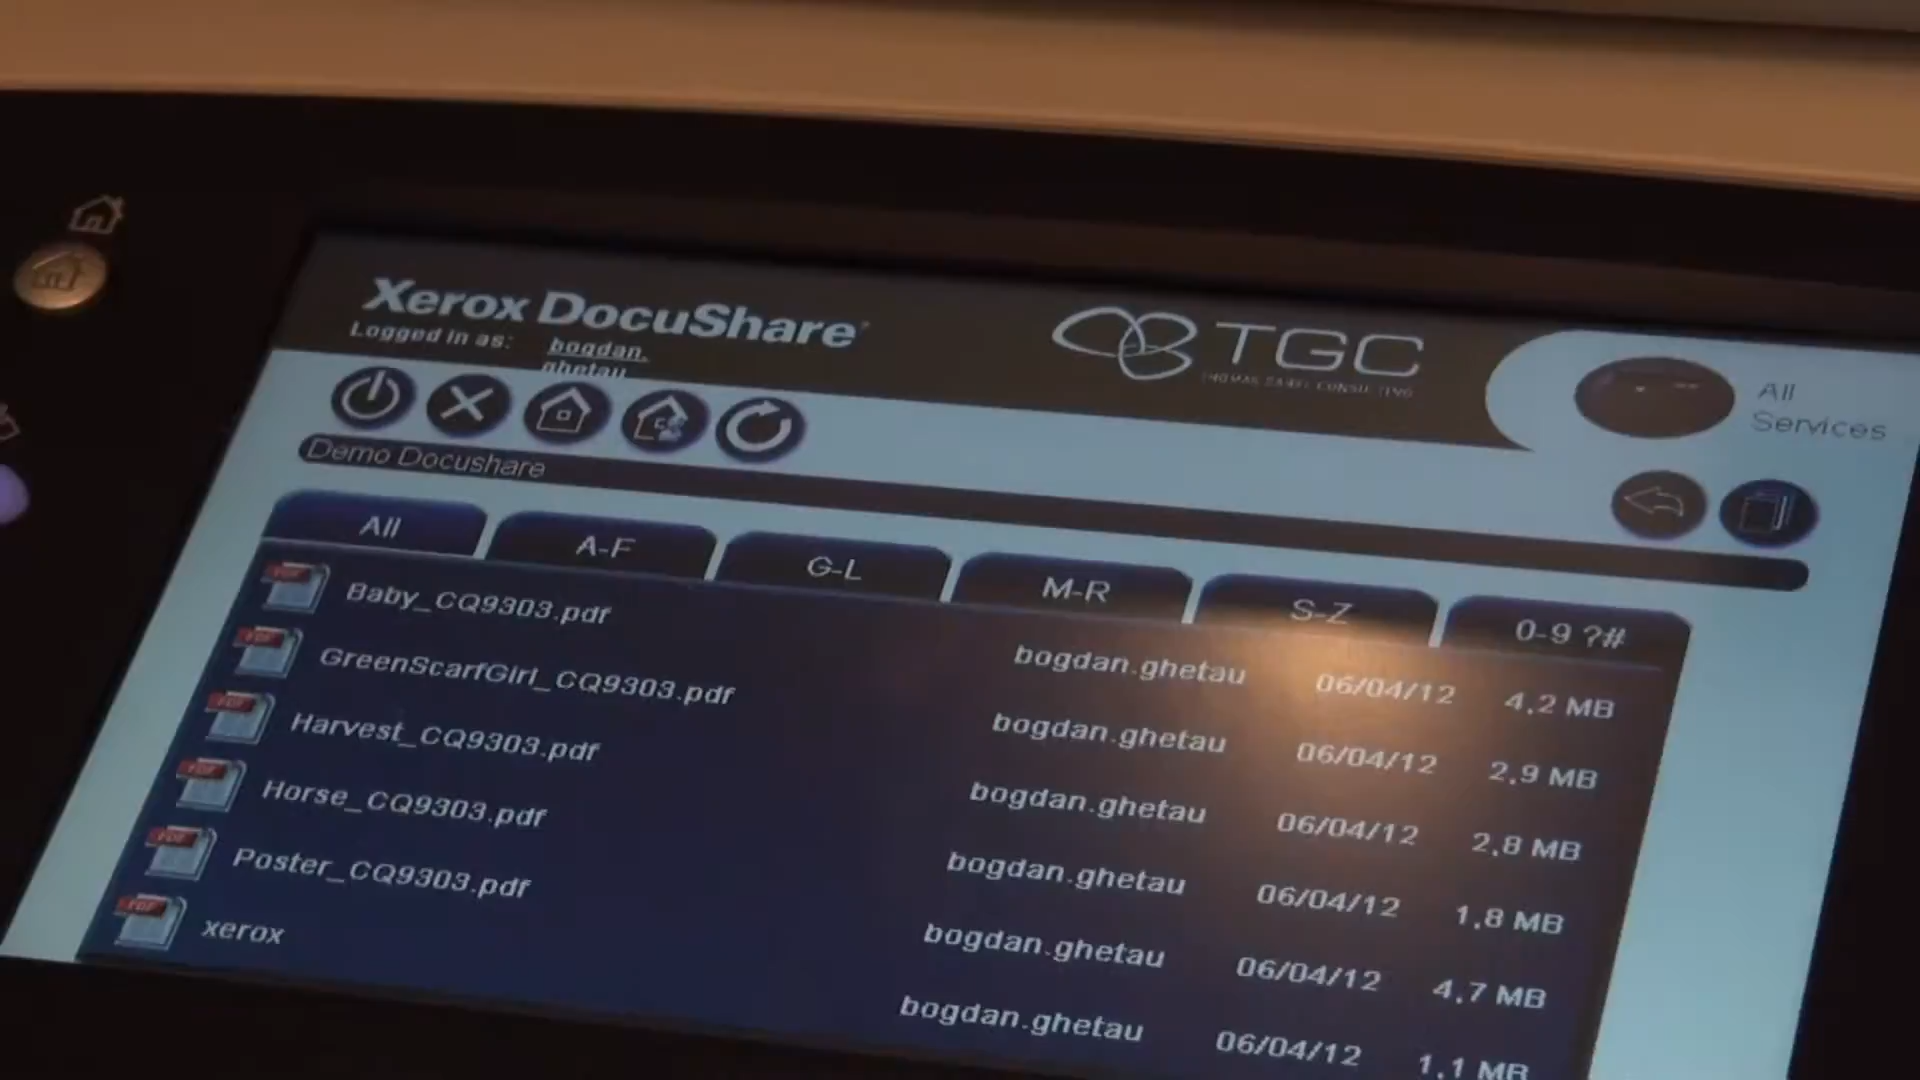 Xerox DocuShare
Logged in as: bogdan.
ghetau
TGC
THOMAS GABEL CONSULTING
All
Services
Demo Docushare
All
A-F
G-L
M-R
S-Z
0-9 ?#
Baby_CQ9303.pdf bogdan.ghetau 06/04/12 4.2 MB
GreenScarfGirl_CQ9303.pdf bogdan.ghetau 06/04/12 2.9 MB
Harvest_CQ9303.pdf bogdan.ghetau 06/04/12 2.8 MB
Horse_CQ9303.pdf bogdan.ghetau 06/04/12 1.8 MB
Poster_CQ9303.pdf bogdan.ghetau 06/04/12 4.7 MB
xerox bogdan.ghetau 06/04/12 1.1 MB